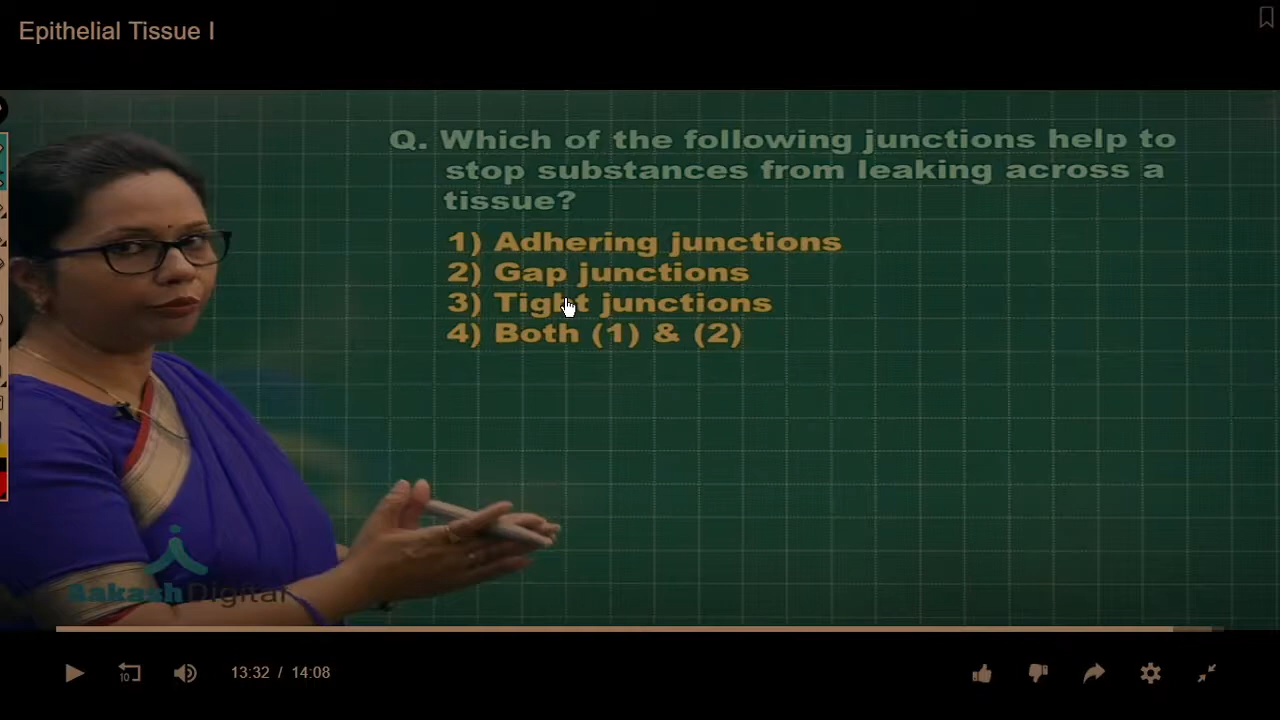 Epithelial Tissue I
Q. Which of the following junctions help to
stop substances from leaking across a
tissue?
1) Adhering junctions
2) Gap junctions
3) Tight junctions
4) Both (1) & (2)
Aakash Digital
10
13:32 / 14:08